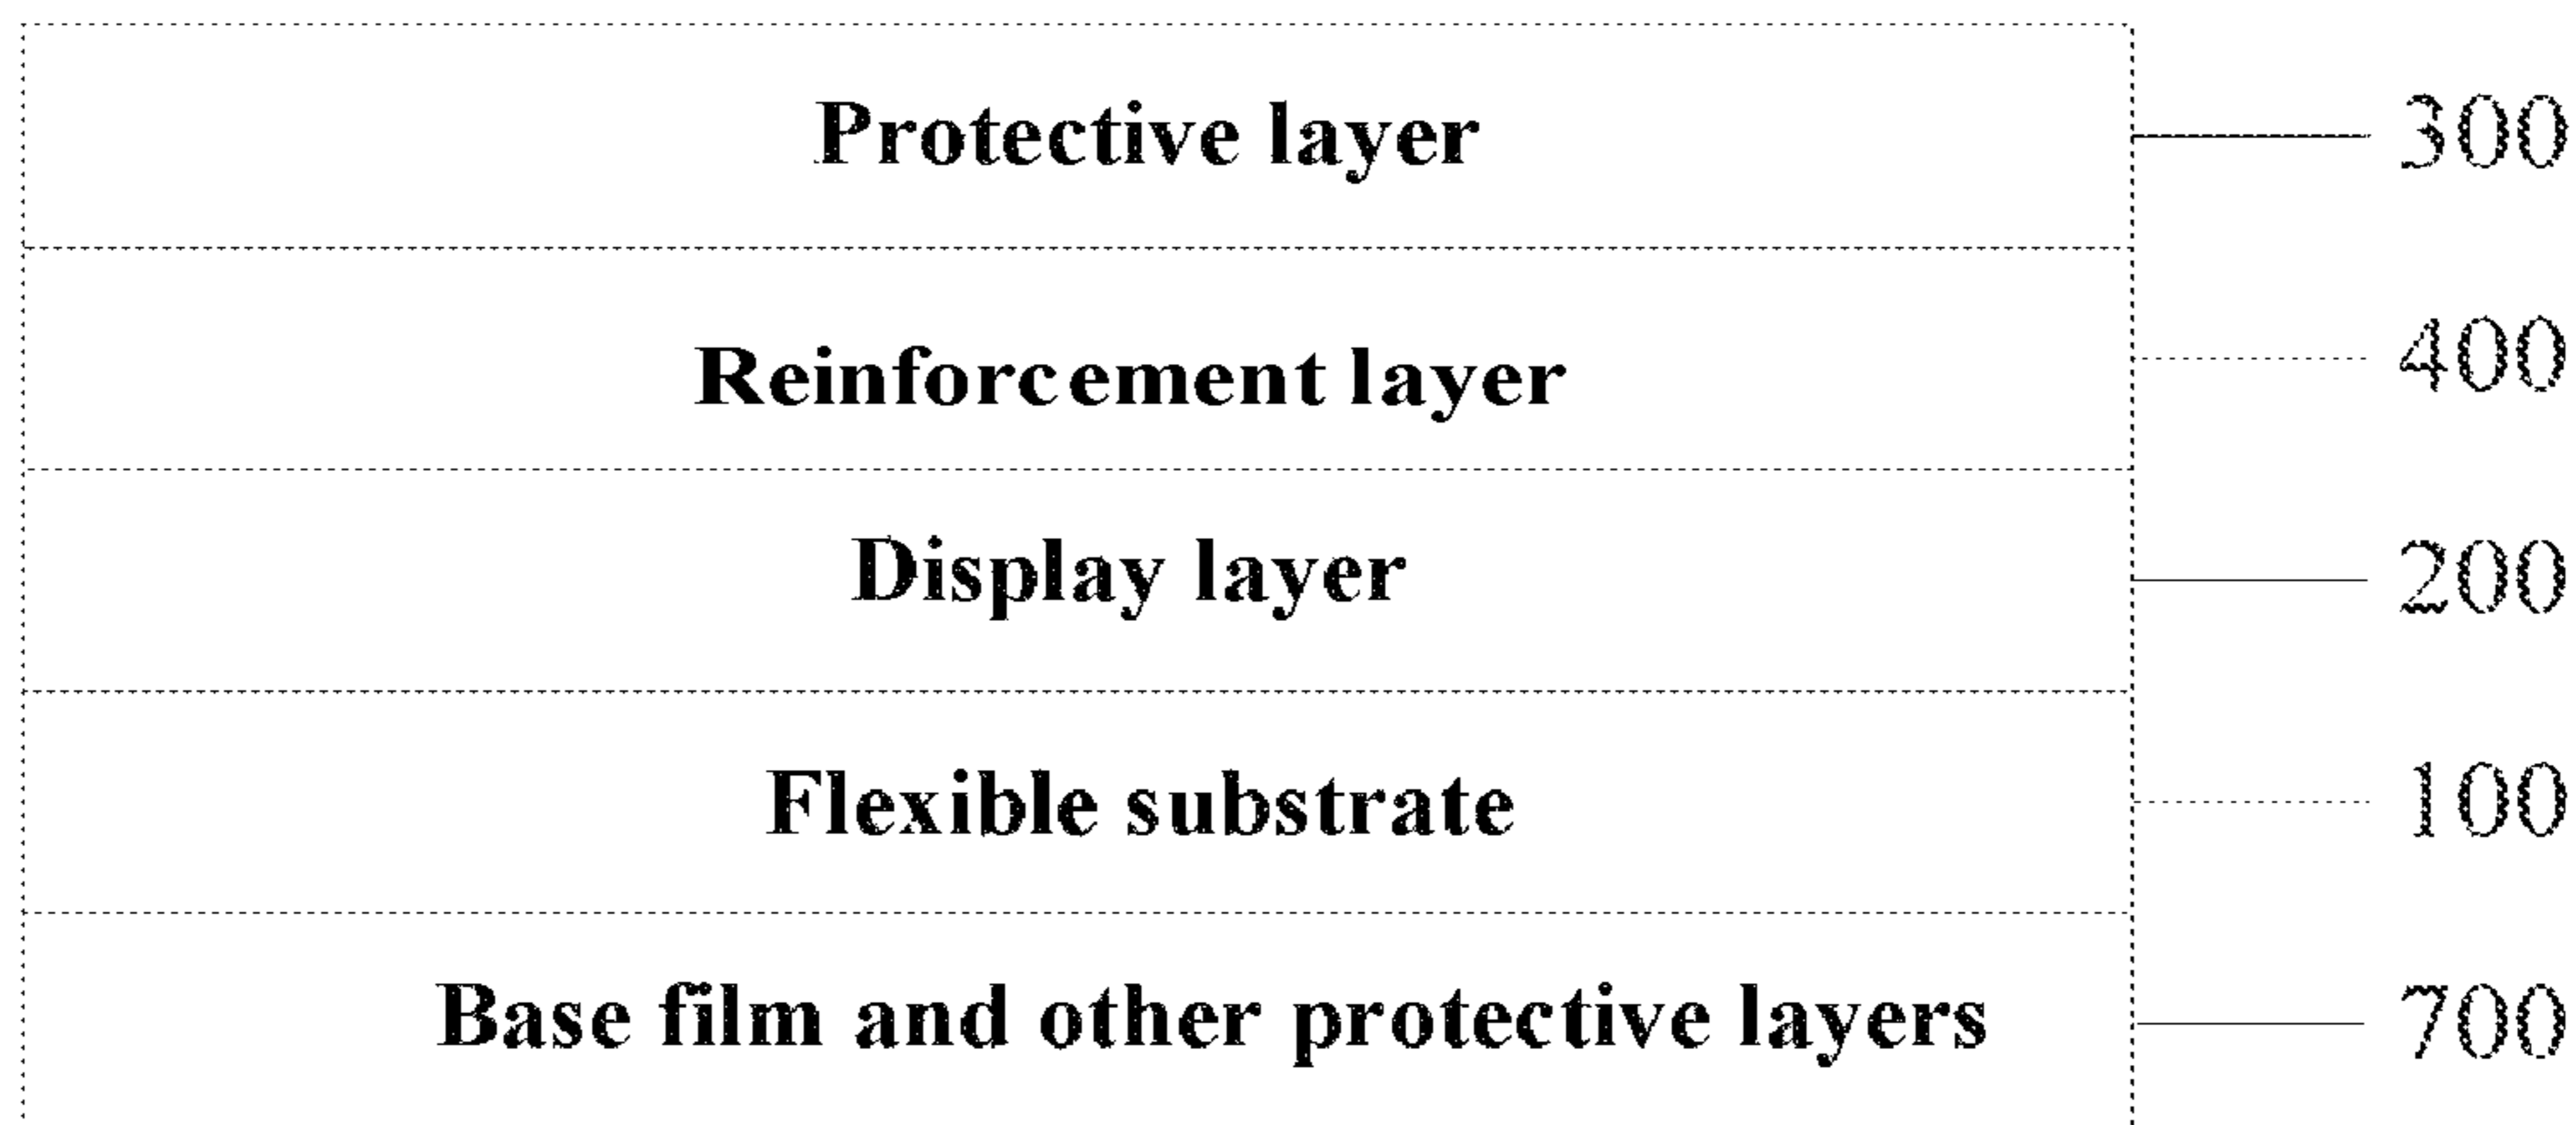 Protective layer 300
Reinforcement layer 400
Display layer 200
Flexible substrate 100
Base film and other protective layers 700